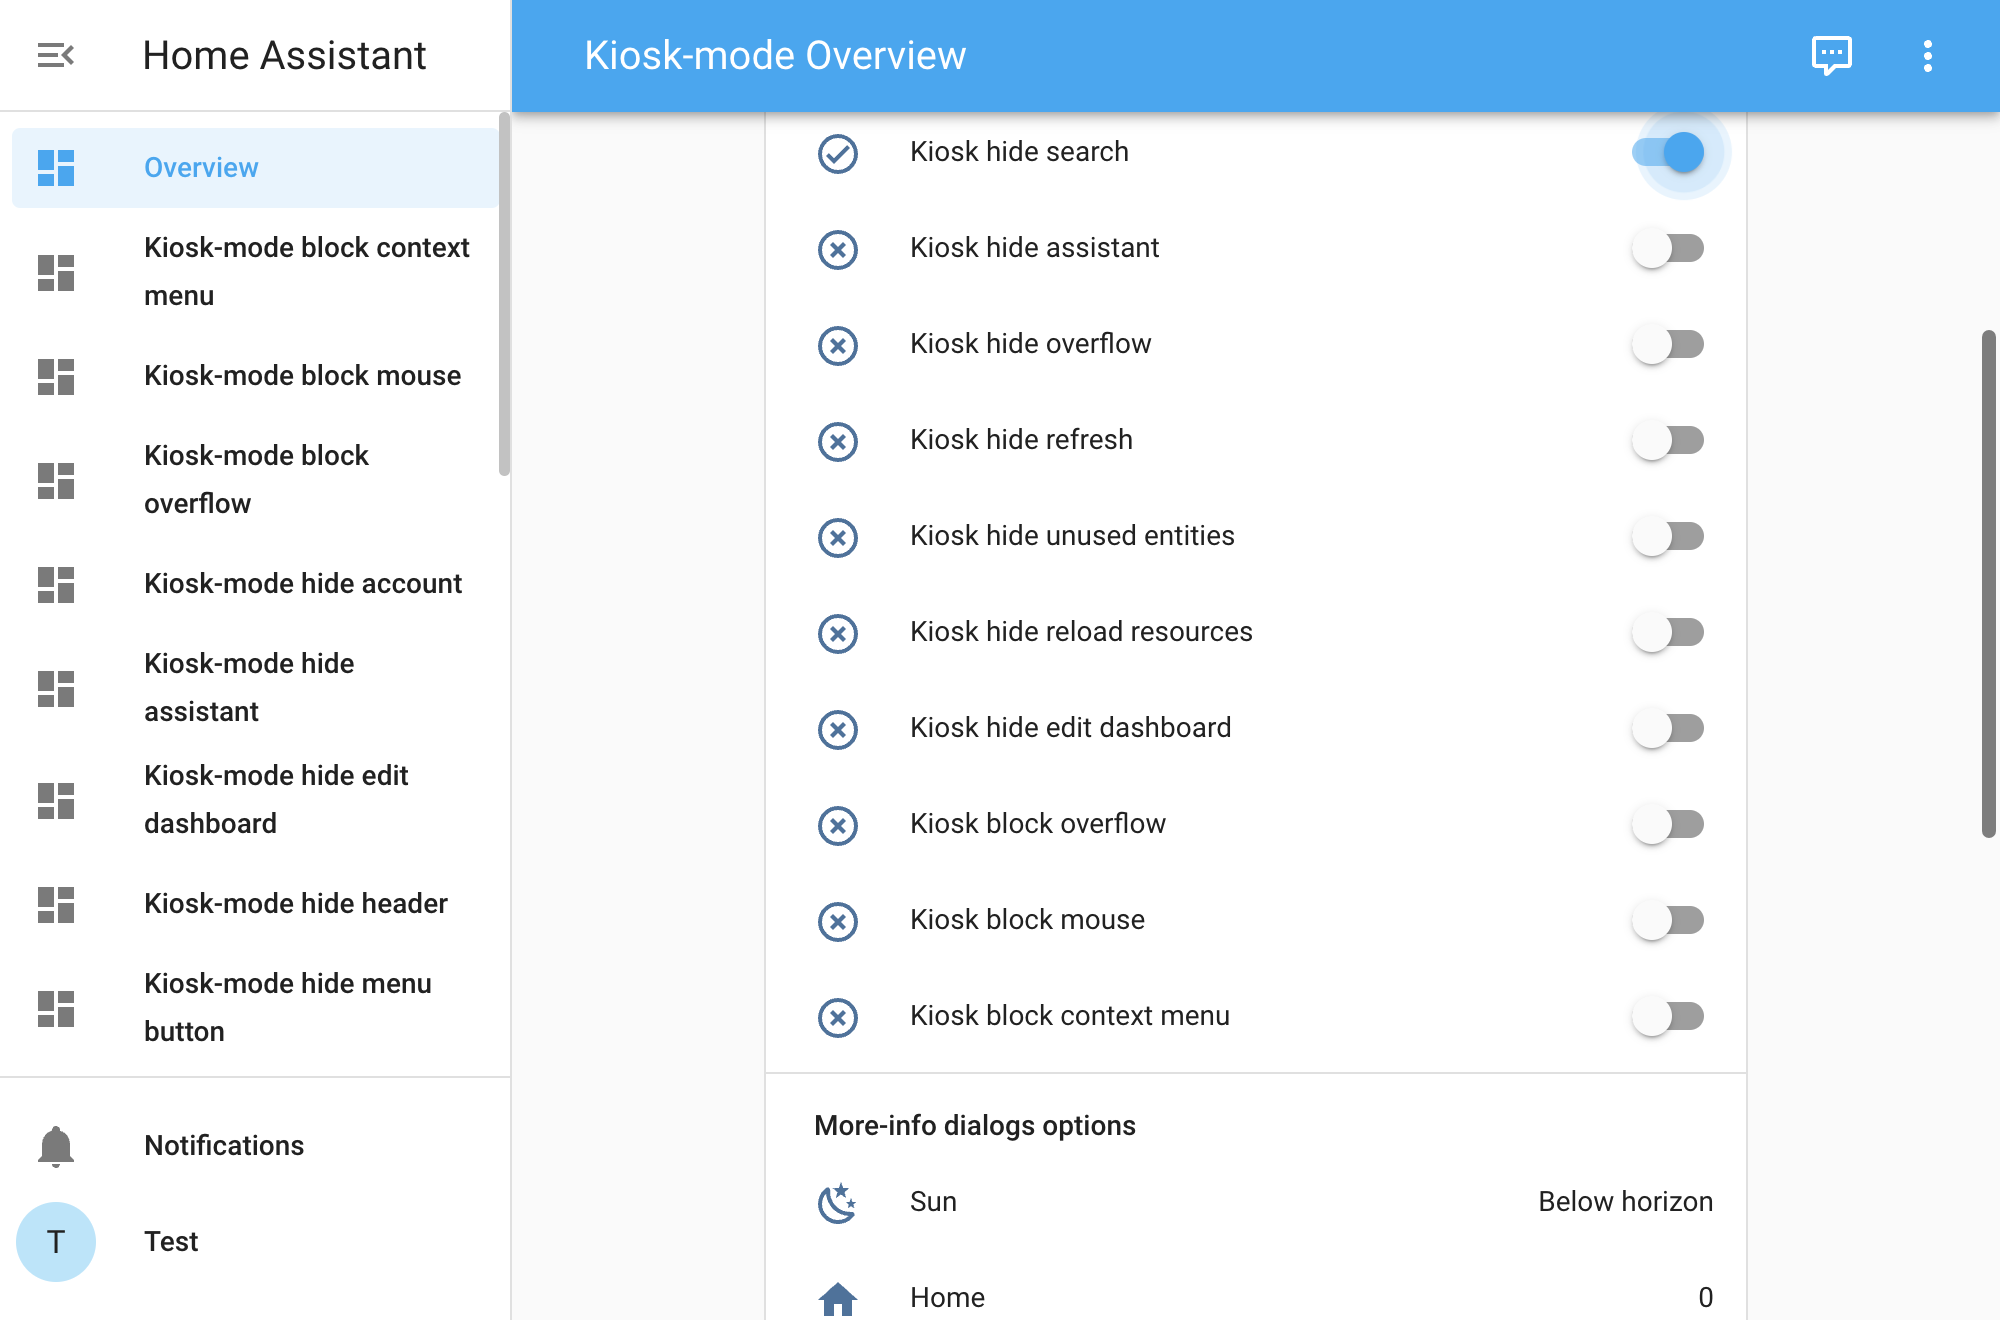 Home Assistant
Kiosk-mode Overview
Overview
Kiosk-mode block context
menu
Kiosk-mode block mouse
Kiosk-mode block
overflow
Kiosk-mode hide account
Kiosk-mode hide
assistant
Kiosk-mode hide edit
dashboard
Kiosk-mode hide header
Kiosk-mode hide menu
button
Notifications
T
Test
Kiosk hide search
Kiosk hide assistant
Kiosk hide overflow
Kiosk hide refresh
Kiosk hide unused entities
Kiosk hide reload resources
Kiosk hide edit dashboard
Kiosk block overflow
Kiosk block mouse
Kiosk block context menu
More-info dialogs options
Sun Below horizon
Home 0